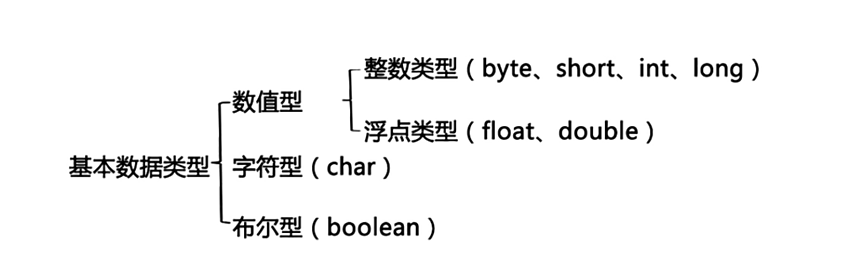 整数类型（byte、short、int、long）
数值型
浮点类型（float、double）
基本数据类型
字符型（char）
布尔型（boolean）